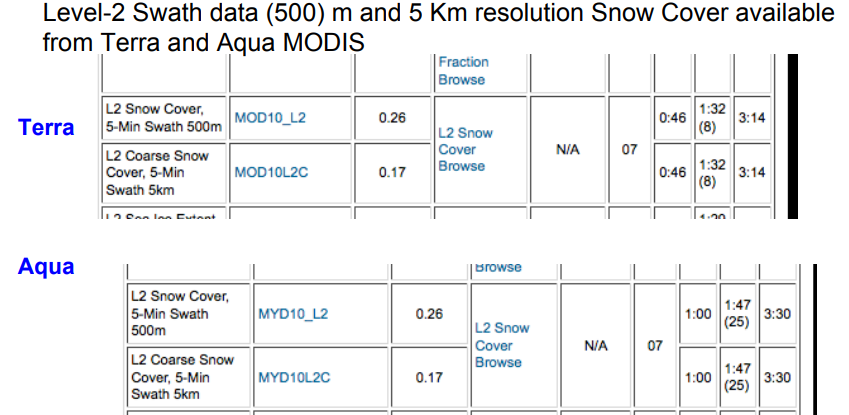 Level-2 Swath data (500) m and 5 Km resolution Snow Cover available
from Terra and Aqua MODIS
Fraction
Browse
Terra
L2 Snow Cover,
5-Min Swath 500m
MOD10_L2
0.26
L2 Snow
Cover
Browse
N/A
07
0:46
1:32
(8)
3:14
L2 Coarse Snow
Cover, 5-Min
Swath 5km
MOD10L2C
0.17
0:46
1:32
(8)
3:14
Aqua
Browse
L2 Snow Cover,
5-Min Swath
500m
MYD10_L2
0.26
L2 Snow
Cover
Browse
N/A
07
1:00
1:47
(25)
3:30
L2 Coarse Snow
Cover, 5-Min
Swath 5km
MYD10L2C
0.17
1:00
1:47
(25)
3:30